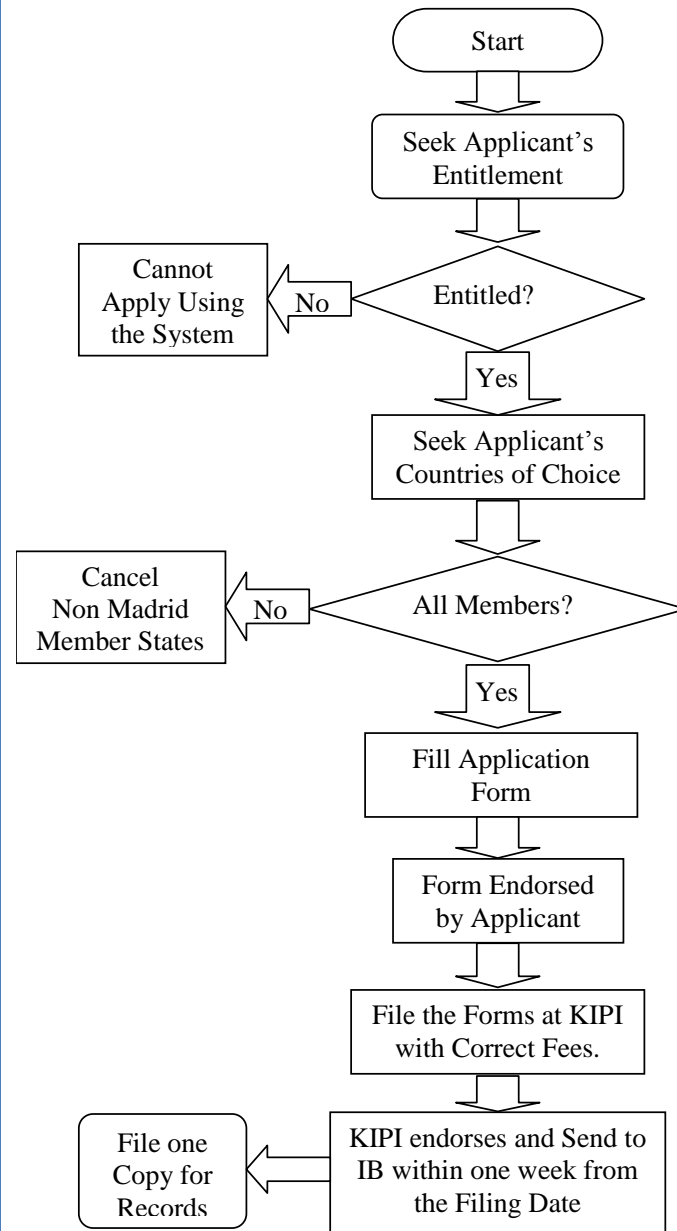 Start
Seek Applicant's
Entitlement
Entitled?
No
Cannot
Apply Using
the System
Yes
Seek Applicant's
Countries of Choice
All Members?
No
Cancel
Non Madrid
Member States
Yes
Fill Application
Form
Form Endorsed
by Applicant
File the Forms at KIPI
with Correct Fees.
KIPI endorses and Send to
IB within one week from
the Filing Date
File one
Copy for
Records